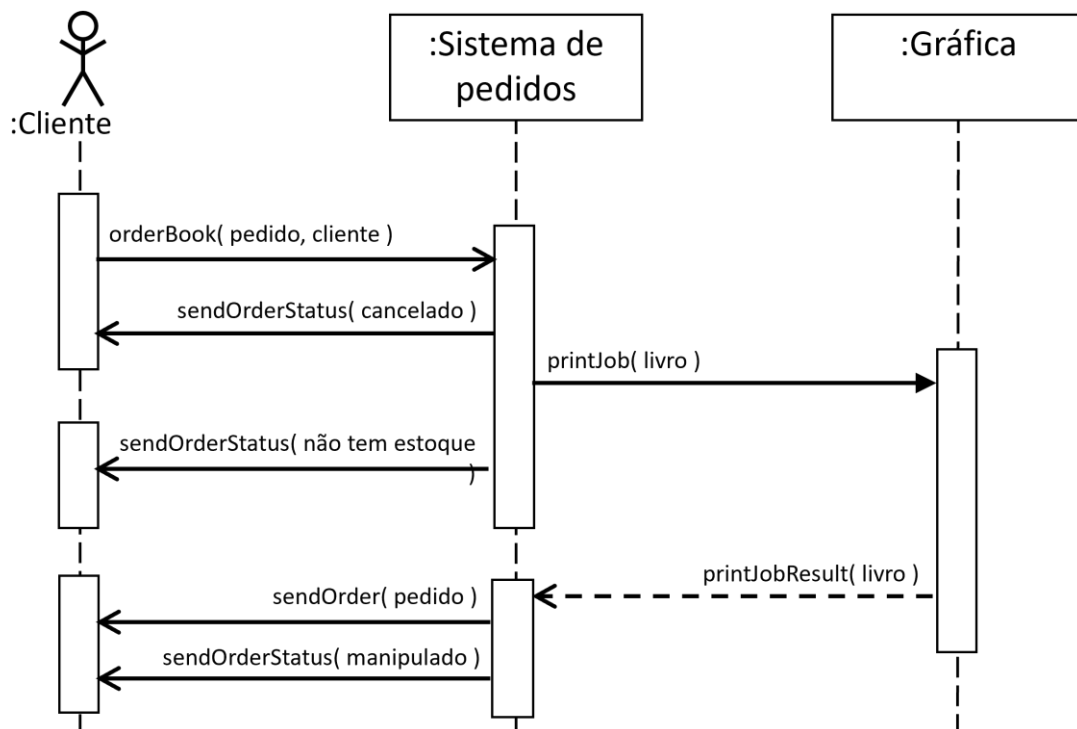 :Cliente
:Sistema de
pedidos
:Gráfica
orderBook( pedido, cliente )
sendOrderStatus( cancelado )
printJob( livro )
sendOrderStatus( não tem estoque
)
printJobResult( livro )
sendOrder( pedido )
sendOrderStatus( manipulado )